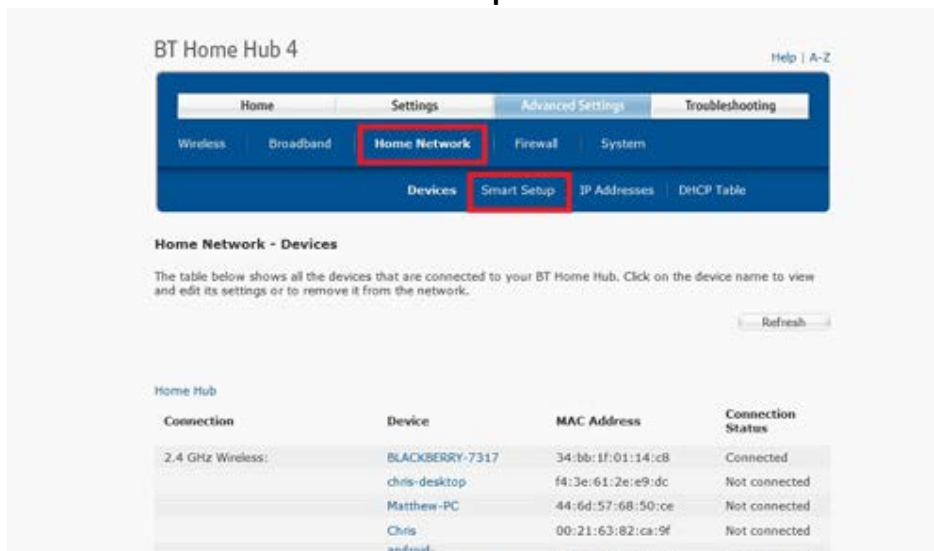 BT Home Hub 4
Help | A-Z
Home Settings Advanced Settings Troubleshooting
Wireless Broadband Home Network Firewall System
Devices Smart Setup IP Addresses DHCP Table
Home Network - Devices
The table below shows all the devices that are connected to your BT Home Hub. Click on the device name to view
and edit its settings or to remove it from the network.
Refresh
Home Hub
Connection Device MAC Address Connection Status
2.4 GHz Wireless: BLACKBERRY-7317 34:bb:1f:01:14:c8 Connected
chris-desktop f4:3e:61:2e:e9:dc Not connected
Matthew-PC 44:6d:57:68:50:ce Not connected
Chris 00:21:63:82:ca:9f Not connected
android-